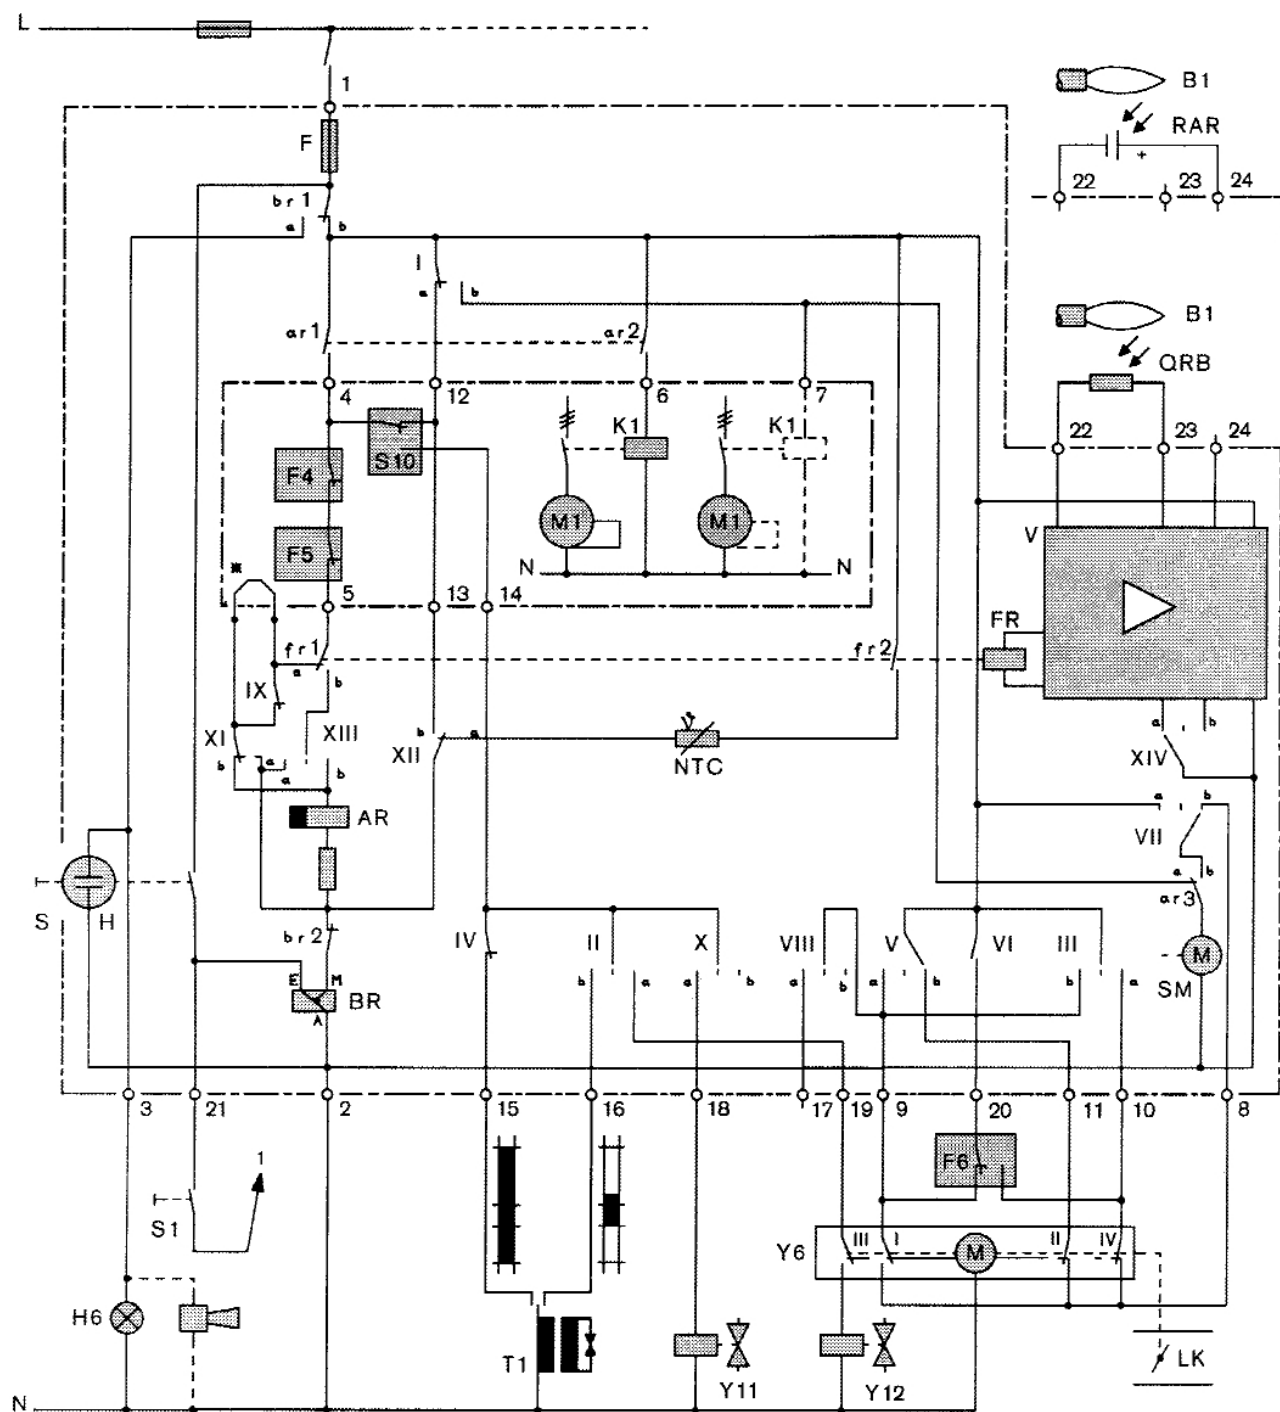 L
1
B1
F
RAR
+
22 23 24
br1
a b
I
a b
B1
ar1 ar2
QRB
4 12 6 7
22 23 24
K1 K1
S10
F4
V
M1 M1
F5
*
N N
5 13 14
FR
fr1 fr2
a
IX b
a b
XI XIII b a
XII XIV
b a NTC
a b
a b
AR VII
a b
ar3
S H
br2 IV II X VIII V VI III M
E M
b a a b a b a b b a SM
BR
A
3 21 2 15 16 18 17 19 9 20 11 10 8
F6
1
S1
III I II IV
Y6 M
H6
T1 LK
Y11 Y12
N